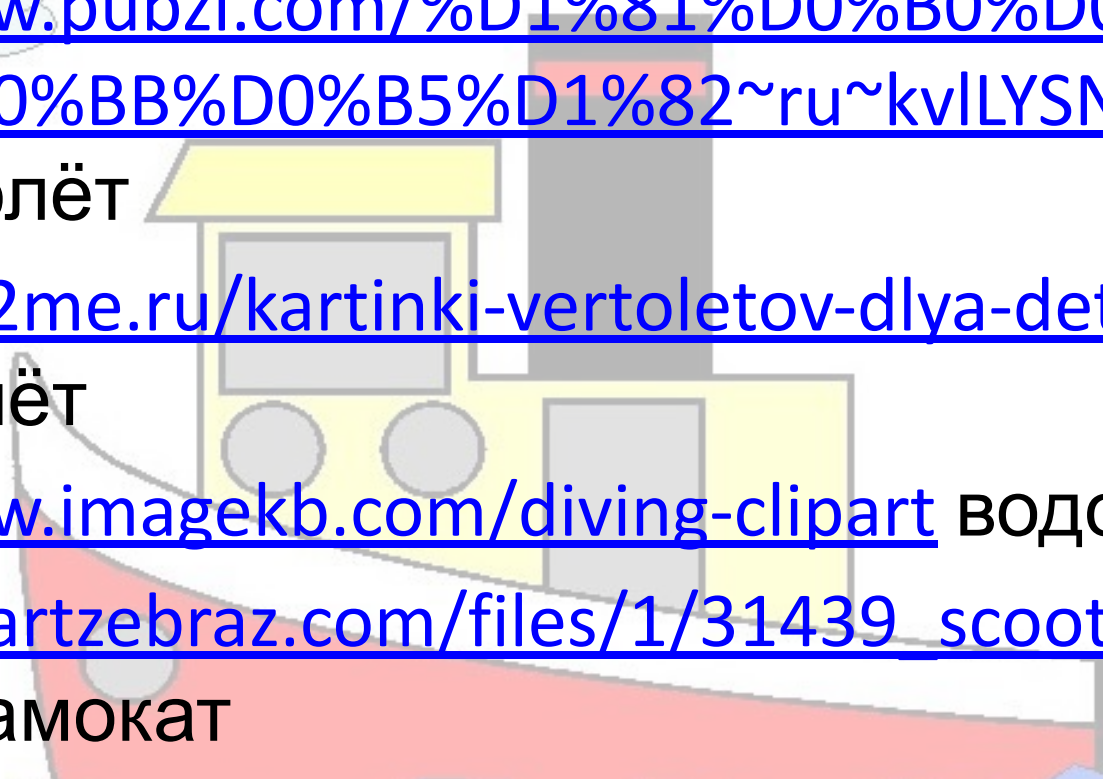 w.pubzi.com/%D1%81%D0%B0%D0
0%BB%D0%B5%D1%82~ru~kvlLYSN
олёт
2me.ru/kartinki-vertoletov-dlya-det
лёт
w.imagekb.com/diving-clipart водо
artzebraz.com/files/1/31439_scoot
амокат